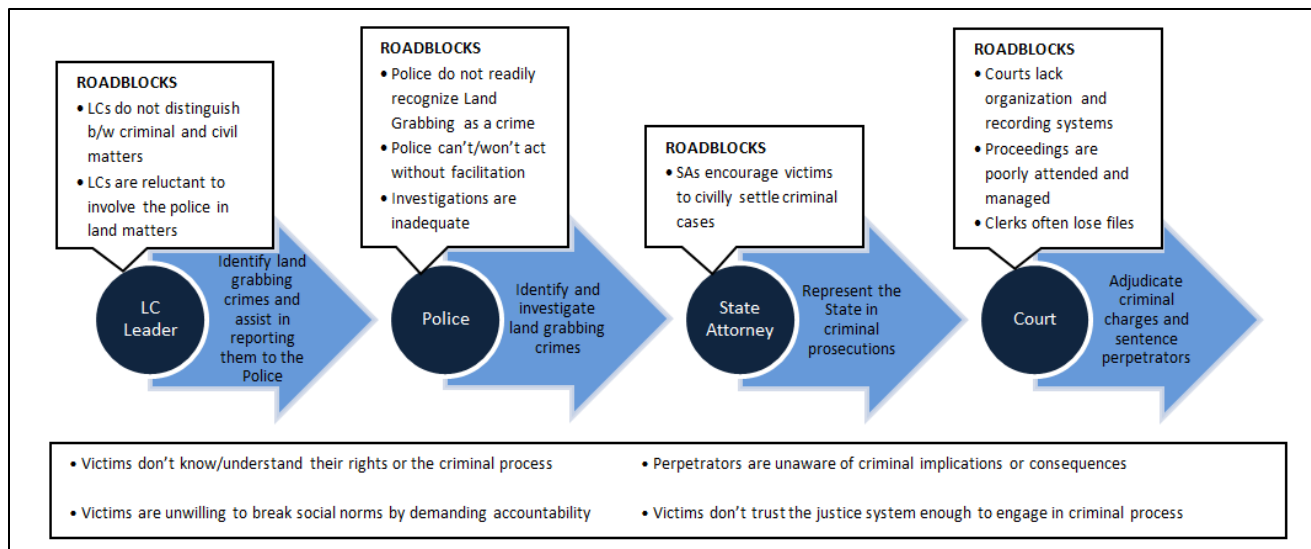 ROADBLOCKS
• LCs do not distinguish
b/w criminal and civil
matters
• LCs are reluctant to
involve the police in
land matters
LC
Leader
Identify land
grabbing
crimes and
assist in
reporting
them to the
Police
ROADBLOCKS
• Police do not readily
recognize Land
Grabbing as a crime
• Police can't/won't act
without facilitation
• Investigations are
inadequate
Police
Identify and
investigate
land grabbing
crimes
ROADBLOCKS
• SAs encourage victims
to civilly settle criminal
cases
State
Attorney
Represent the
State in
criminal
prosecutions
ROADBLOCKS
• Courts lack
organization and
recording systems
• Proceedings are
poorly attended and
managed
• Clerks often lose files
Court
Adjudicate
criminal
charges and
sentence
perpetrators
• Victims don't know/understand their rights or the criminal process
• Perpetrators are unaware of criminal implications or consequences
• Victims are unwilling to break social norms by demanding accountability
• Victims don't trust the justice system enough to engage in criminal process